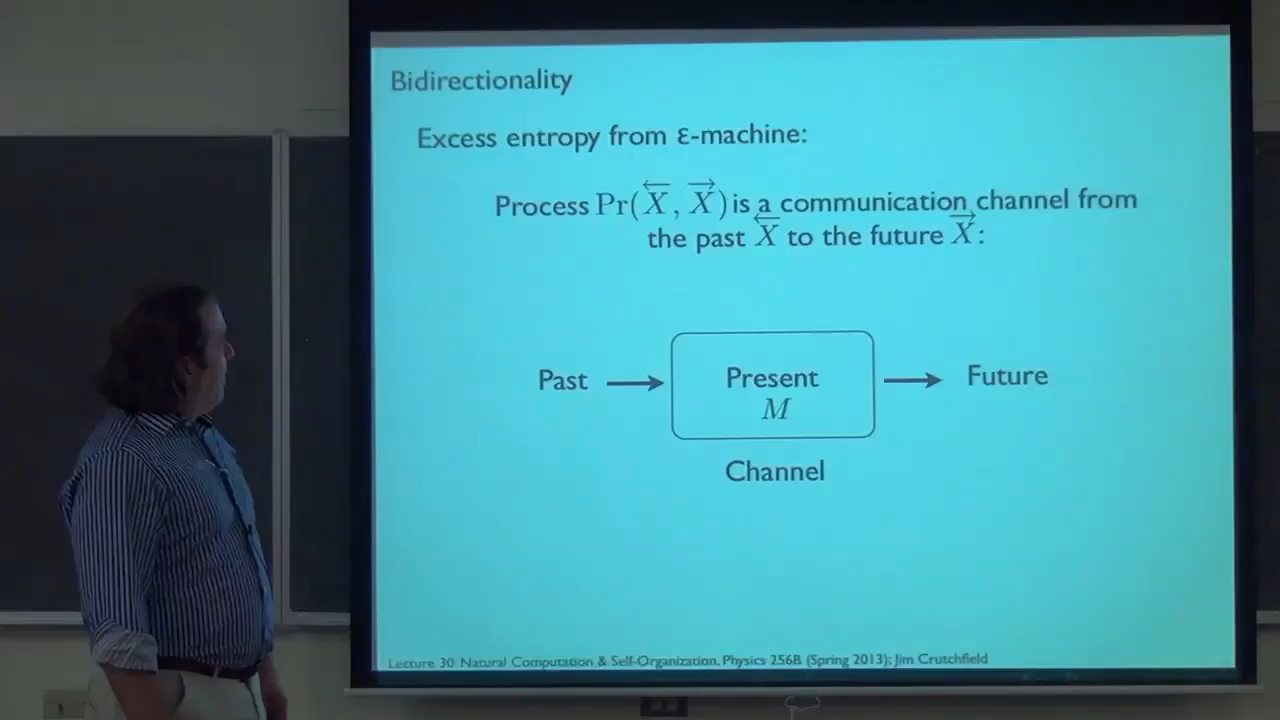 Bidirectionality
Excess entropy from ε-machine:
Process Pr(←X, →X) is a communication channel from
the past ←X to the future →X:
Past
Present
M
Future
Channel
Lecture 30: Natural Computation & Self-Organization, Physics 256B (Spring 2013); Jim Crutchfield